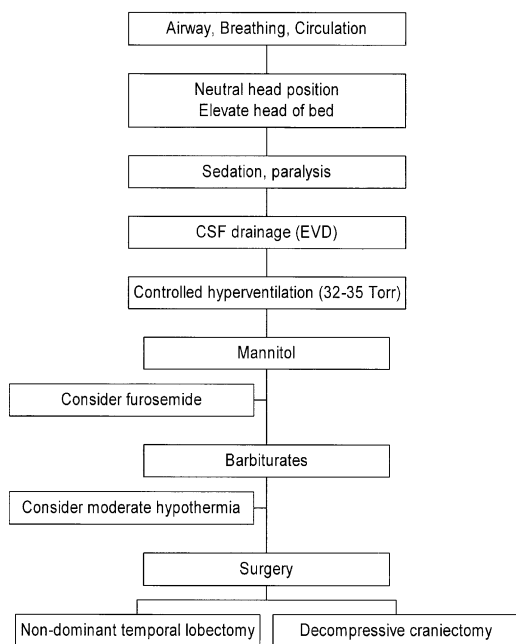 Airway, Breathing, Circulation
Neutral head position
Elevate head of bed
Sedation, paralysis
CSF drainage (EVD)
Controlled hyperventilation (32-35 Torr)
Mannitol
Consider furosemide
Barbiturates
Consider moderate hypothermia
Surgery
Non-dominant temporal lobectomy
Decompressive craniectomy